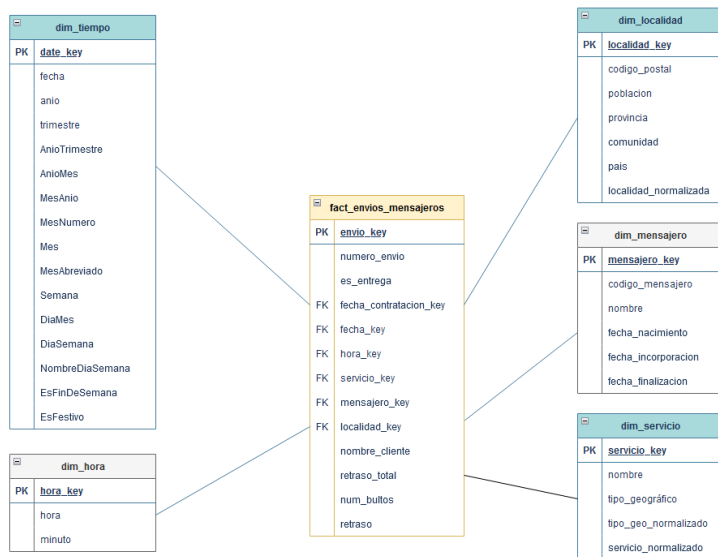 dim_tiempo
PK date_key
fecha
anio
trimestre
AnioTrimestre
AnioMes
MesAnio
MesNumero
Mes
MesAbreviado
Semana
DiaMes
DiaSemana
NombreDiaSemana
EsFinDeSemana
EsFestivo
dim_hora
PK hora_key
hora
minuto
fact_envios_mensajeros
PK envio_key
numero_envio
es_entrega
FK fecha_contratacion_key
FK fecha_key
FK hora_key
FK servicio_key
FK mensajero_key
FK localidad_key
nombre_cliente
retraso_total
num_bultos
retraso
dim_localidad
PK localidad_key
codigo_postal
poblacion
provincia
comunidad
pais
localidad_normalizada
dim_mensajero
PK mensajero_key
codigo_mensajero
nombre
fecha_nacimiento
fecha_incorporacion
fecha_finalizacion
dim_servicio
PK servicio_key
nombre
tipo_geográfico
tipo_geo_normalizado
servicio_normalizado